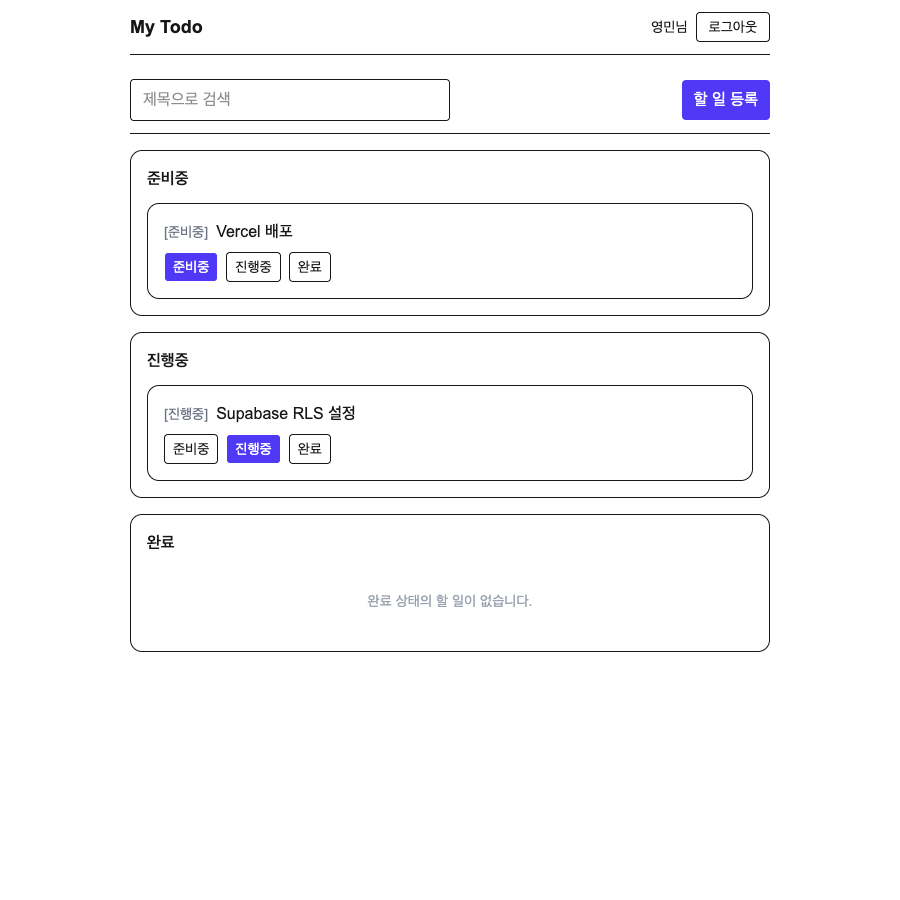 My Todo 영민님 로그아웃
제목으로 검색 할 일 등록
준비중
[준비중] Vercel 배포
준비중 진행중 완료
진행중
[진행중] Supabase RLS 설정
준비중 진행중 완료
완료
완료 상태의 할 일이 없습니다.